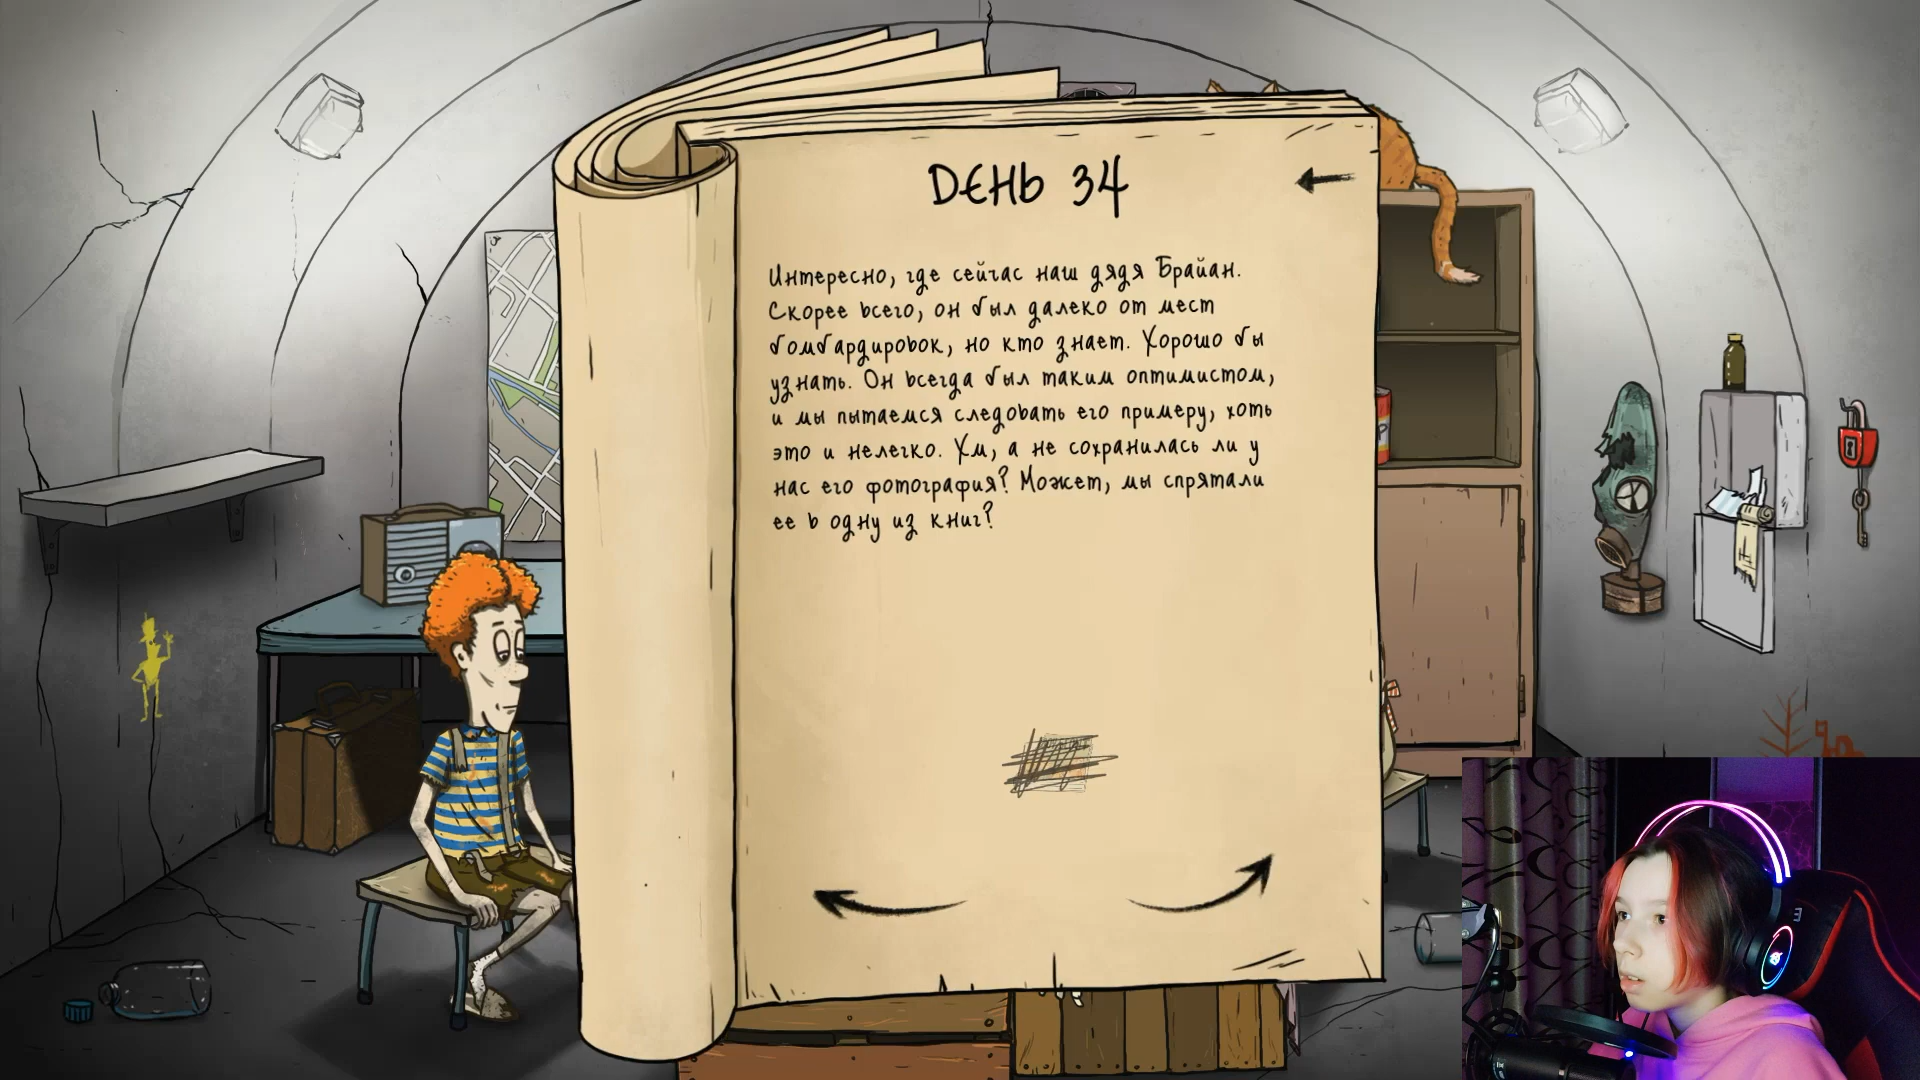 ДЕНЬ 34
Интересно, где сейчас наш дядя Брайан.
Скорее всего, он был далеко от мест
бомбардировок, но кто знает. Хорошо бы
узнать. Он всегда был таким оптимистом,
и мы пытаемся следовать его примеру, хоть
это и нелегко. Хм, а не сохранилась ли у
нас его фотография? Может, мы спрятали
ее в одну из книг?